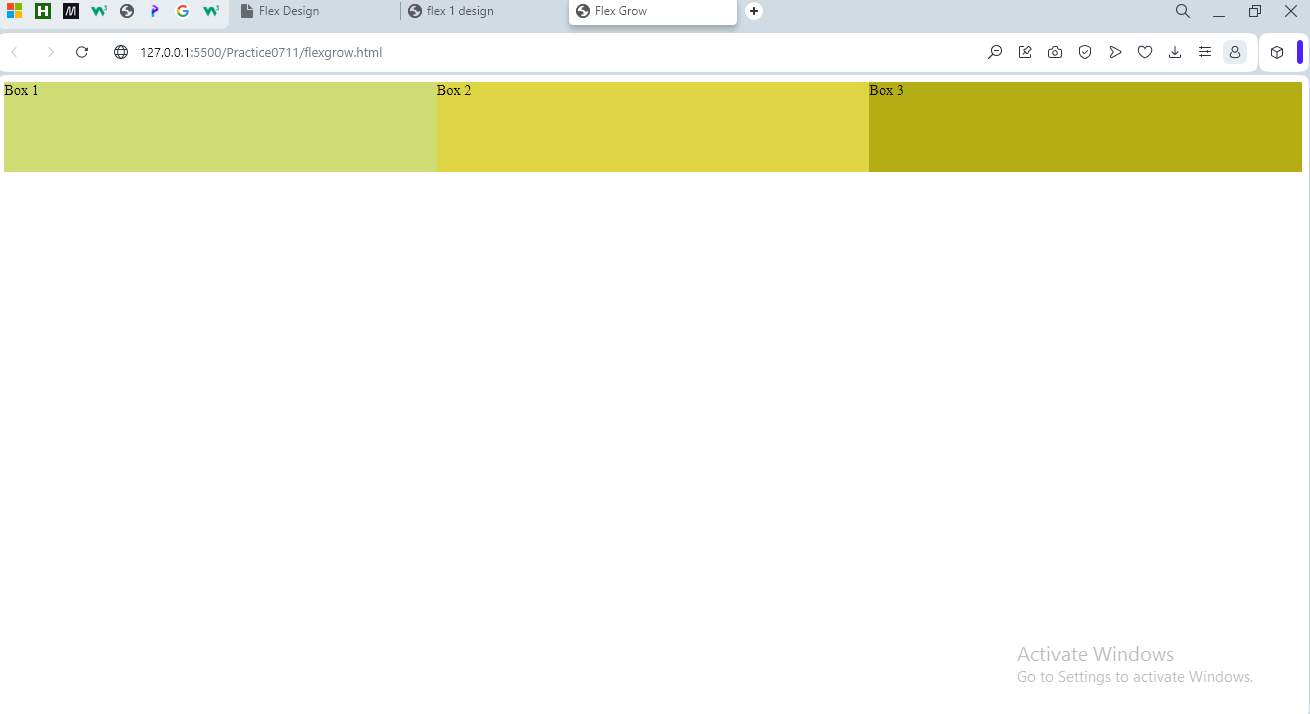 Flex Design
flex 1 design
Flex Grow
127.0.0.1:5500/Practice0711/flexgrow.html
Box 1
Box 2
Box 3
Activate Windows
Go to Settings to activate Windows.